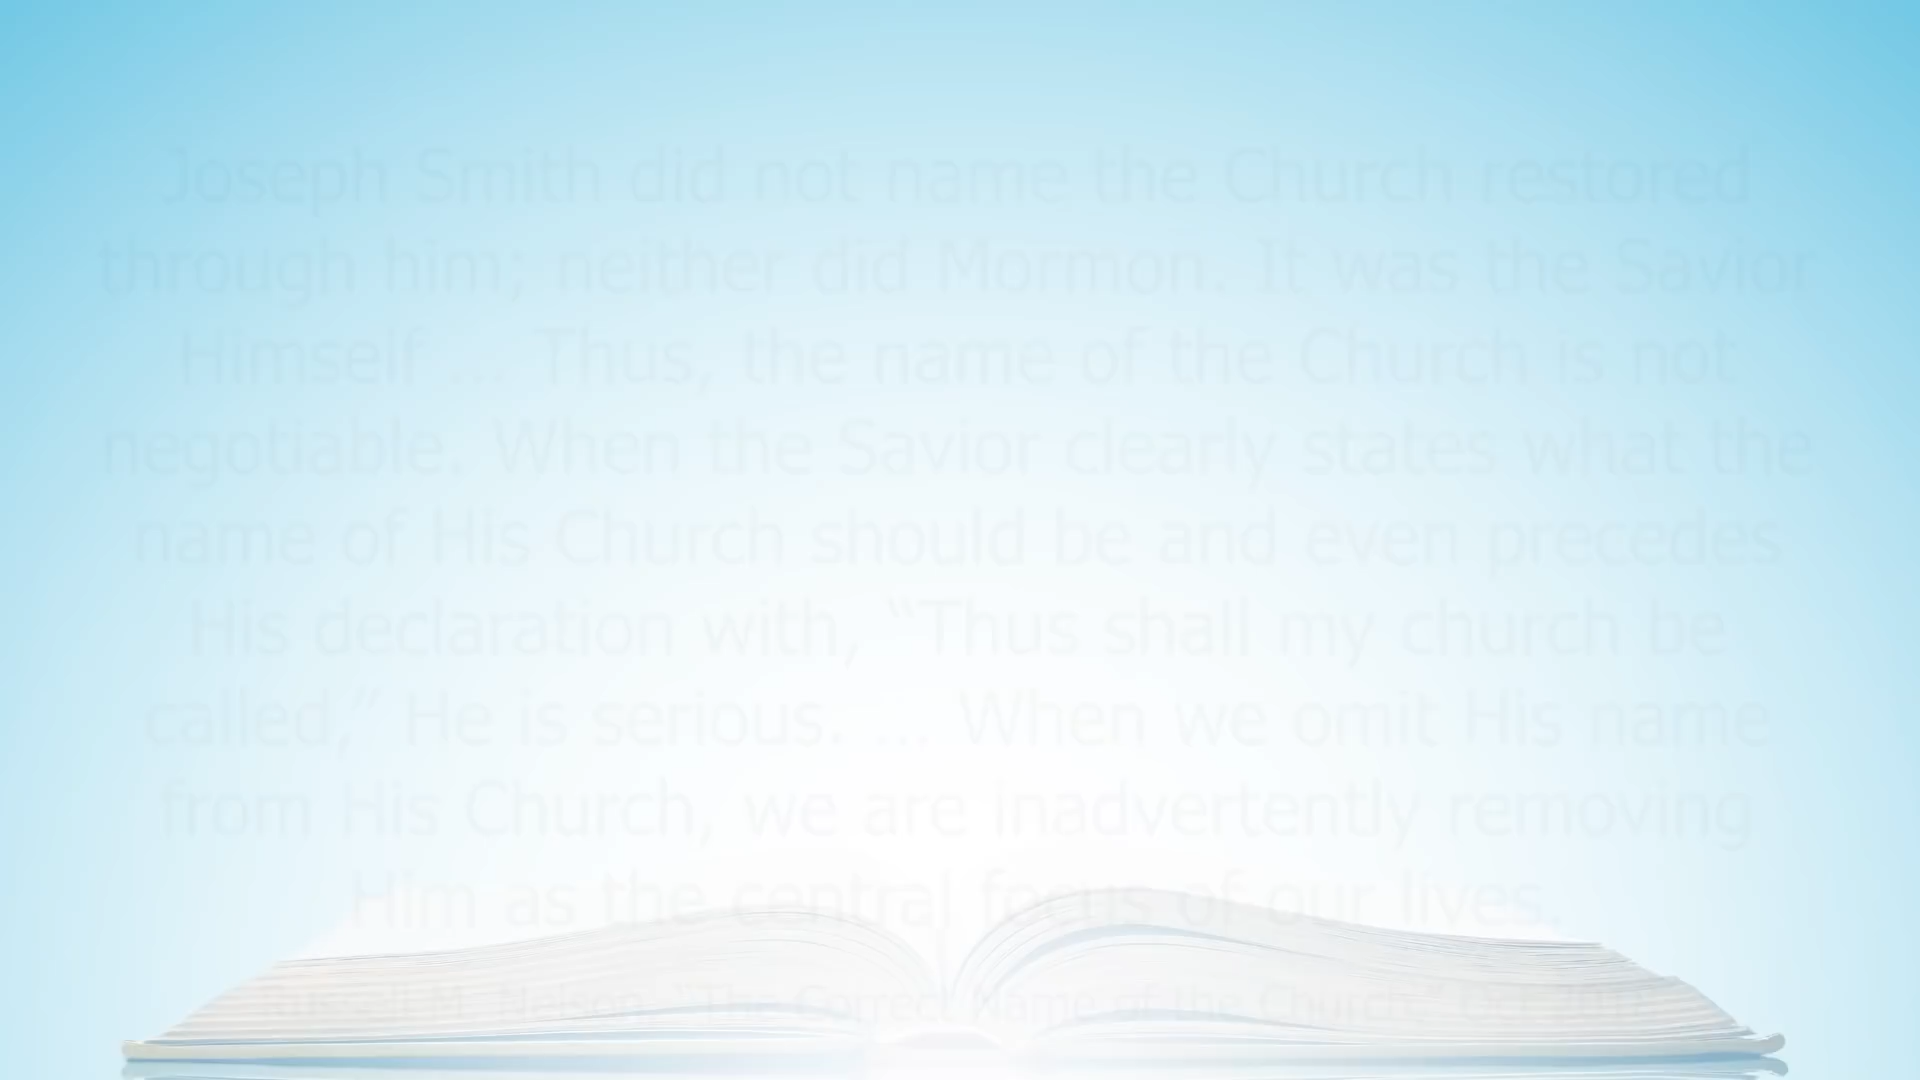 Joseph Smith did not name the Church restored
through him; neither did Mormon. It was the Savior
Himself ... Thus, the name of the Church is not
negotiable. When the Savior clearly states what the
name of His Church should be and even precedes
His declaration with, “Thus shall my church be
called,” He is serious. ... When we omit His name
from His Church, we are inadvertently removing
Him as the central focus of our lives.
Russell M. Nelson, “The Correct Name of the Church,”